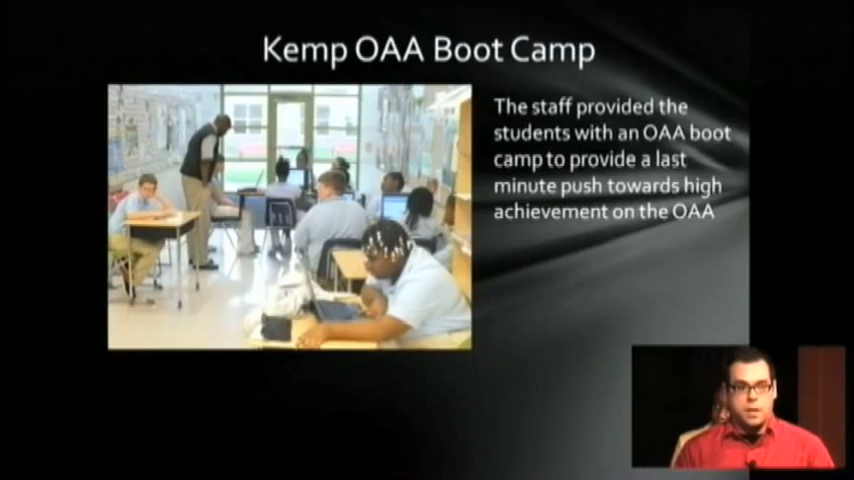 Kemp OAA Boot Camp
The staff provided the
students with an OAA boot
camp to provide a last
minute push towards high
achievement on the OAA